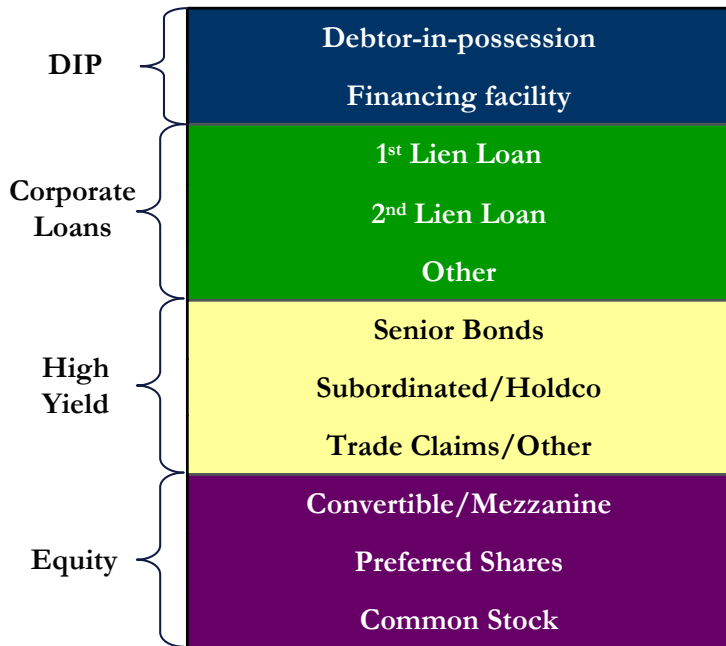 DIP
Debtor-in-possession
Financing facility
Corporate
Loans
1st Lien Loan
2nd Lien Loan
Other
High
Yield
Senior Bonds
Subordinated/Holdco
Trade Claims/Other
Equity
Convertible/Mezzanine
Preferred Shares
Common Stock